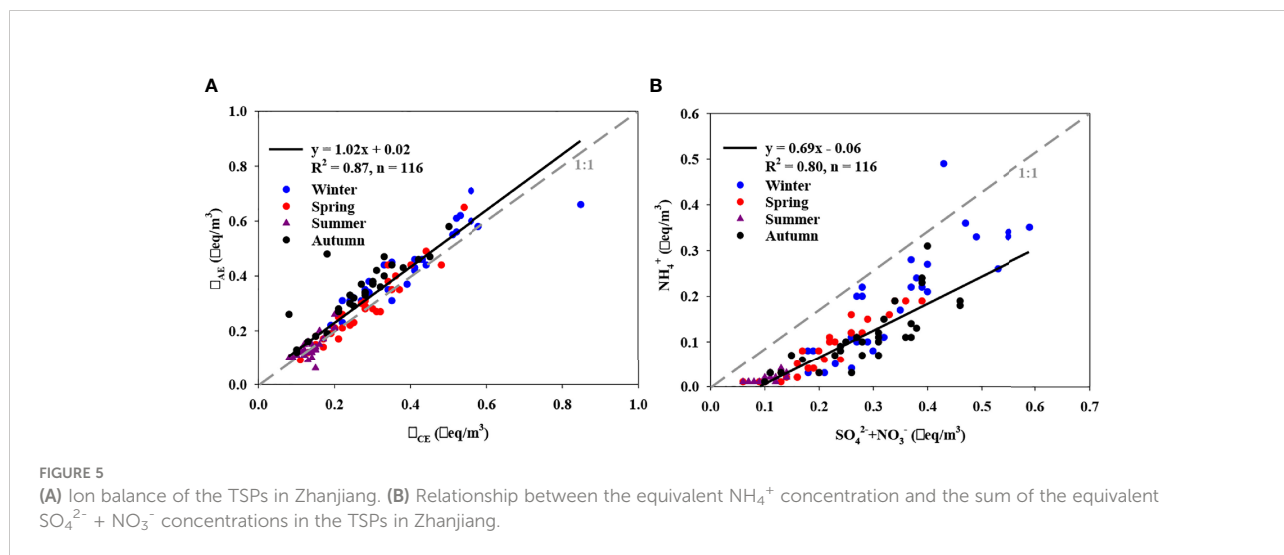 A
1.0
0.8
0.6
0.4
0.2
0.0
□AE (□eq/m³)
y = 1.02x + 0.02
R² = 0.87, n = 116
Winter
Spring
Summer
Autumn
1:1
0.0 0.2 0.4 0.6 0.8 1.0
□CE (□eq/m³)
B
0.6
0.5
0.4
0.3
0.2
0.1
0.0
NH₄⁺ (□eq/m³)
y = 0.69x - 0.06
R² = 0.80, n = 116
Winter
Spring
Summer
Autumn
1:1
0.0 0.1 0.2 0.3 0.4 0.5 0.6 0.7
SO₄²⁻+NO₃⁻ (□eq/m³)
FIGURE 5
(A) Ion balance of the TSPs in Zhanjiang. (B) Relationship between the equivalent NH₄⁺ concentration and the sum of the equivalent
SO₄²⁻ + NO₃⁻ concentrations in the TSPs in Zhanjiang.